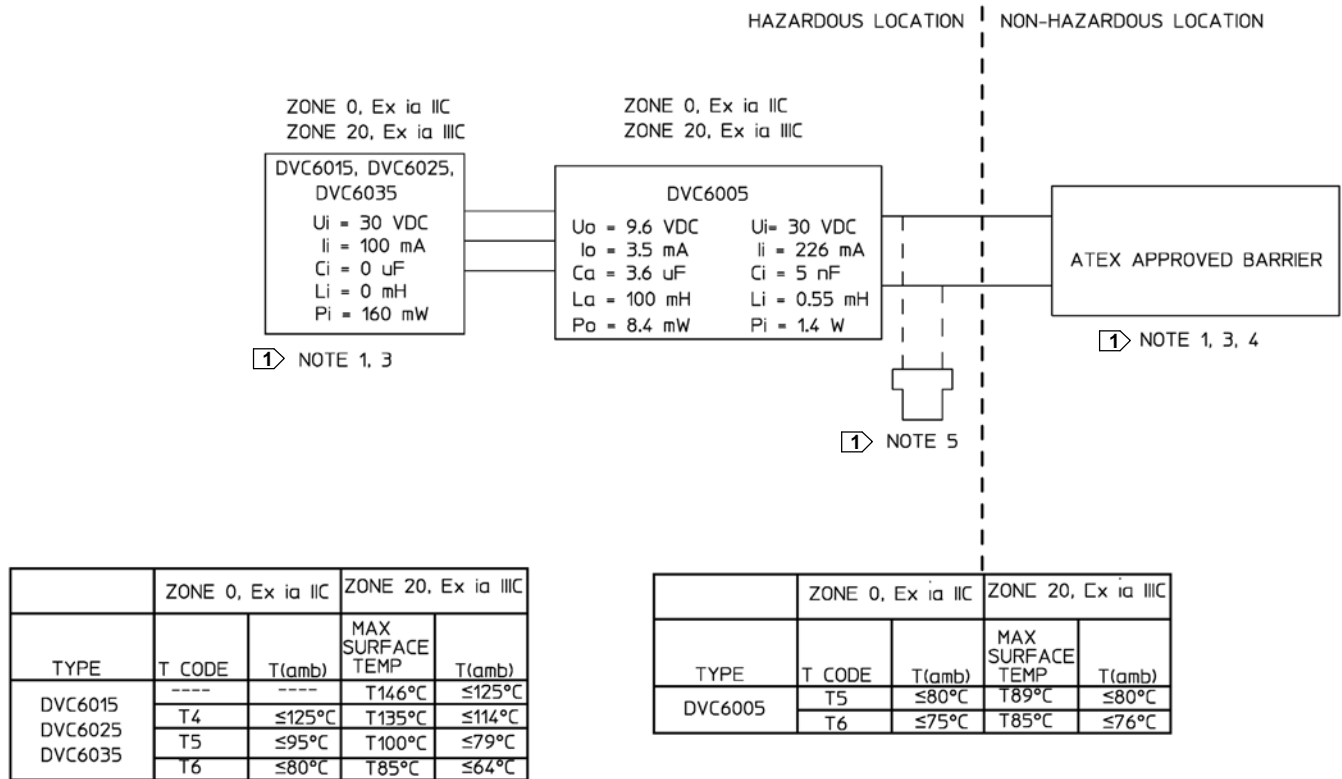 HAZARDOUS LOCATION
NON-HAZARDOUS LOCATION
ZONE 0, Ex ia IIC
ZONE 20, Ex ia IIIC
DVC6015, DVC6025,
DVC6035
Ui = 30 VDC
Ii = 100 mA
Ci = 0 uF
Li = 0 mH
Pi = 160 mW
1 NOTE 1, 3
ZONE 0, Ex ia IIC
ZONE 20, Ex ia IIIC
DVC6005
Uo = 9.6 VDC Ui= 30 VDC
Io = 3.5 mA Ii = 226 mA
Ca = 3.6 uF Ci = 5 nF
La = 100 mH Li = 0.55 mH
Po = 8.4 mW Pi = 1.4 W
1 NOTE 5
ATEX APPROVED BARRIER
1 NOTE 1, 3, 4
ZONE 0, Ex ia IIC ZONE 20, Ex ia IIIC
TYPE T CODE T(amb) MAX SURFACE TEMP T(amb)
DVC6015
DVC6025
DVC6035
---- ---- T146°C ≤125°C
T4 ≤125°C T135°C ≤114°C
T5 ≤95°C T100°C ≤79°C
T6 ≤80°C T85°C ≤64°C
ZONE 0, Ex ia IIC ZONE 20, Ex ia IIIC
TYPE T CODE T(amb) MAX SURFACE TEMP T(amb)
DVC6005
T5 ≤80°C T89°C ≤80°C
T6 ≤75°C T85°C ≤76°C